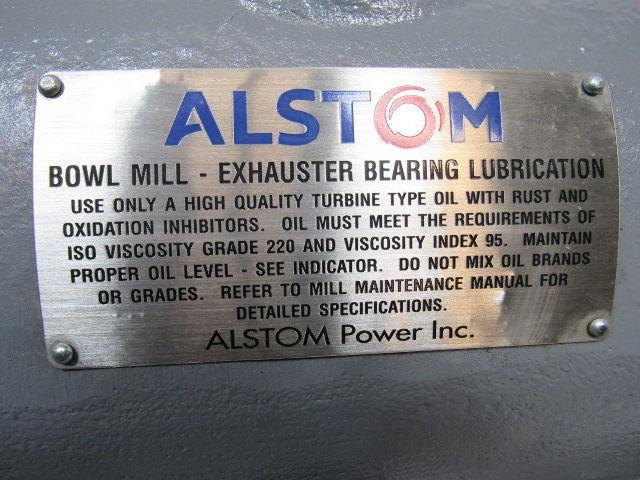 ALSTOM
BOWL MILL - EXHAUSTER BEARING LUBRICATION
USE ONLY A HIGH QUALITY TURBINE TYPE OIL WITH RUST AND
OXIDATION INHIBITORS. OIL MUST MEET THE REQUIREMENTS OF
ISO VISCOSITY GRADE 220 AND VISCOSITY INDEX 95. MAINTAIN
PROPER OIL LEVEL - SEE INDICATOR. DO NOT MIX OIL BRANDS
OR GRADES. REFER TO MILL MAINTENANCE MANUAL FOR
DETAILED SPECIFICATIONS.
ALSTOM Power Inc.